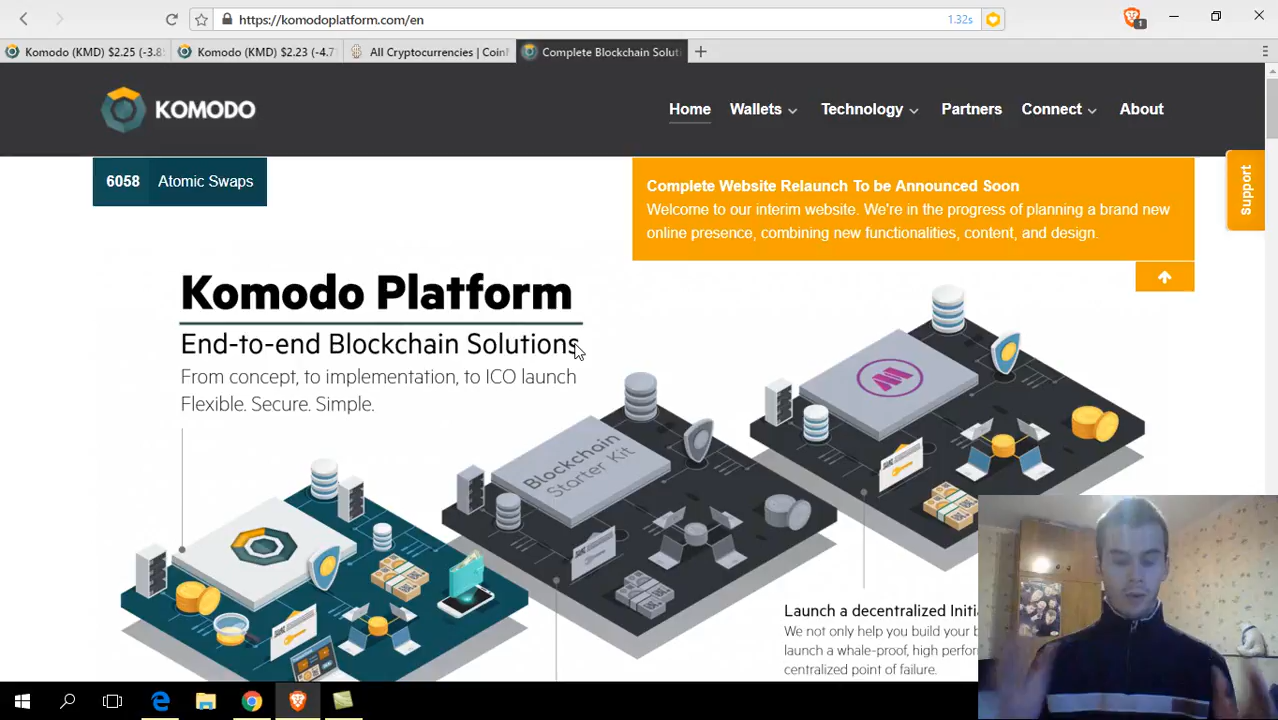 https://komodoplatform.com/en
1.32s
1
Komodo (KMD) $2.25 (-3.8
Komodo (KMD) $2.23 (-4.7
All Cryptocurrencies | Coin
Complete Blockchain Solut
KOMODO
Home
Wallets
Technology
Partners
Connect
About
6058 Atomic Swaps
Complete Website Relaunch To be Announced Soon
Welcome to our interim website. We're in the progress of planning a brand new
online presence, combining new functionalities, content, and design.
Support
Komodo Platform
End-to-end Blockchain Solutions
From concept, to implementation, to ICO launch
Flexible. Secure. Simple.
Blockchain
Starter Kit
Launch a decentralized Initi
We not only help you build your b
launch a whale-proof, high perfor
centralized point of failure.